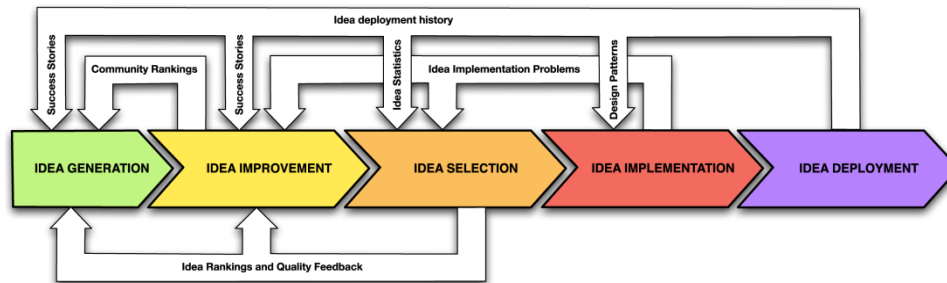 Idea deployment history
Success Stories
Community Rankings
Success Stories
Idea Statistics
Idea Implementation Problems
Design Patterns
IDEA GENERATION
IDEA IMPROVEMENT
IDEA SELECTION
IDEA IMPLEMENTATION
IDEA DEPLOYMENT
Idea Rankings and Quality Feedback